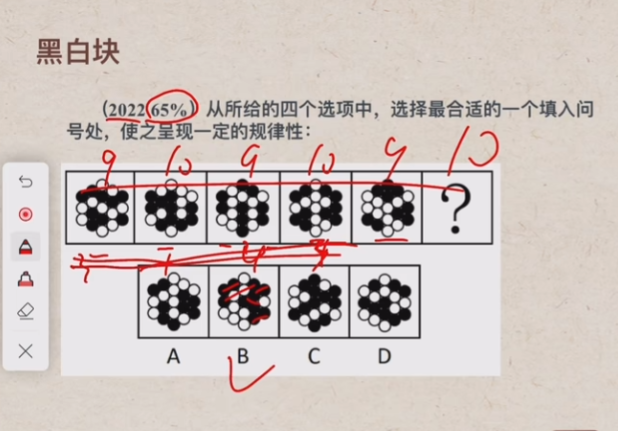 黑白块
(2022,65%) 从所给的四个选项中，选择最合适的一个填入问
号处，使之呈现一定的规律性：
9 10 9 10 9 10
?
A B C D